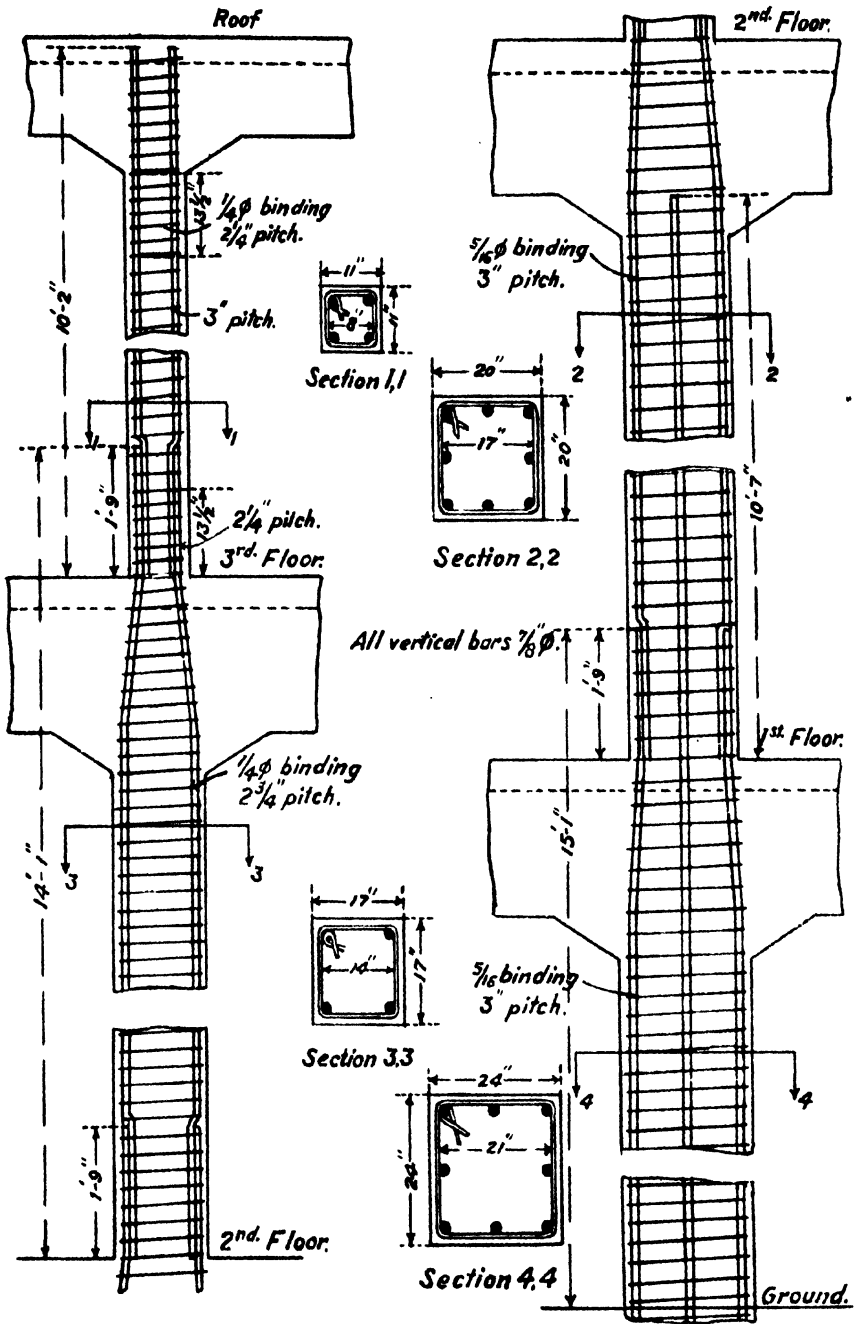 Roof
13½"
¼ϕ binding
2¼" pitch.
10'-2"
3" pitch.
11"
8"
11"
Section 1,1
1
1
1'-9"
13½"
2¼" pitch.
3rd. Floor.
14'-1"
¼ϕ binding
2¾" pitch.
3
3
17"
14"
17"
Section 3,3
1'-9"
2nd. Floor.
2nd. Floor.
5/16ϕ binding
3" pitch.
2
2
20"
17"
20"
Section 2,2
10'-7"
All vertical bars 7/8"ϕ.
1'-9"
1st. Floor.
15'-1"
5/16 binding
3" pitch.
4
4
24"
21"
24"
Section 4,4
Ground.